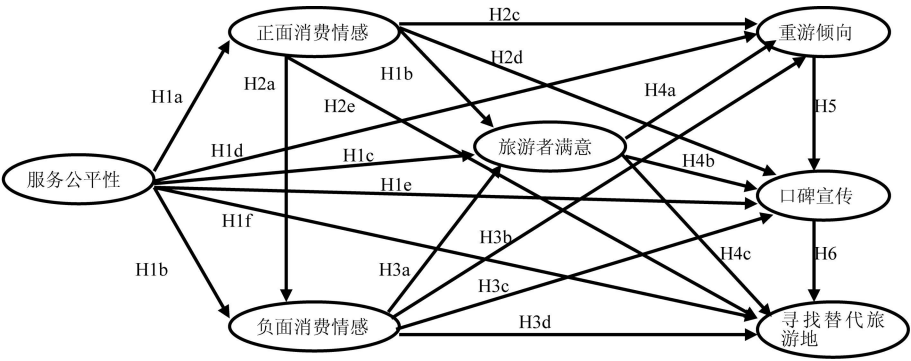 正面消费情感
H2c
重游倾向
H2d
H1b
H2a
H4a
H1a
H2e
H5
旅游者满意
H1d
H1c
H4b
服务公平性
H1e
口碑宣传
H1f
H3b
H1b
H3a
H4c
H6
H3c
负面消费情感
H3d
寻找替代旅
游地